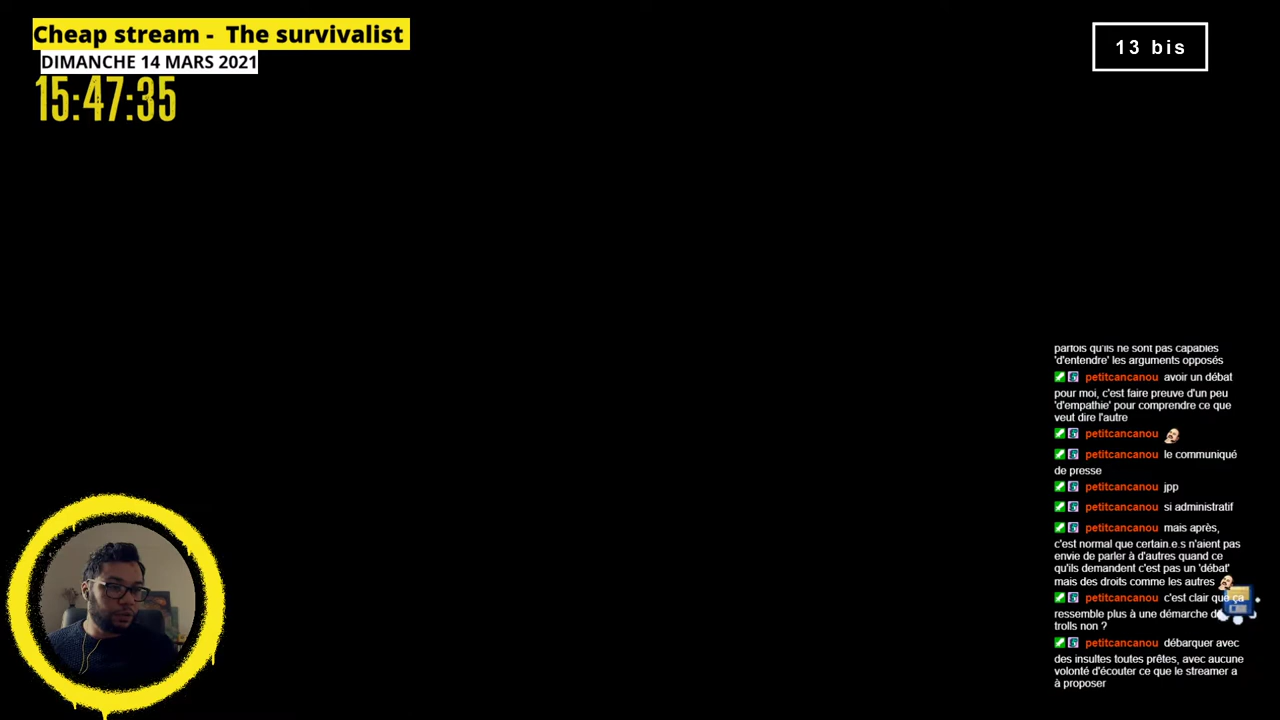 Cheap stream - The survivalist
DIMANCHE 14 MARS 2021
15:47:35
13 bis
parfois qu'ils ne sont pas capables
'd'entendre' les arguments opposés
petitcancanou avoir un débat
pour moi, c'est faire preuve d'un peu
'd'empathie' pour comprendre ce que
veut dire l'autre
petitcancanou
petitcancanou le communiqué
de presse
petitcancanou jpp
petitcancanou si administratif
petitcancanou mais après,
c'est normal que certain.e.s n'aient pas
envie de parler à d'autres quand ce
qu'ils demandent c'est pas un 'débat'
mais des droits comme les autres
petitcancanou c'est clair que ça
ressemble plus à une démarche
trolls non ?
petitcancanou débarquer avec
des insultes toutes prêtes, avec aucune
volonté d'écouter ce que le streamer a
à proposer